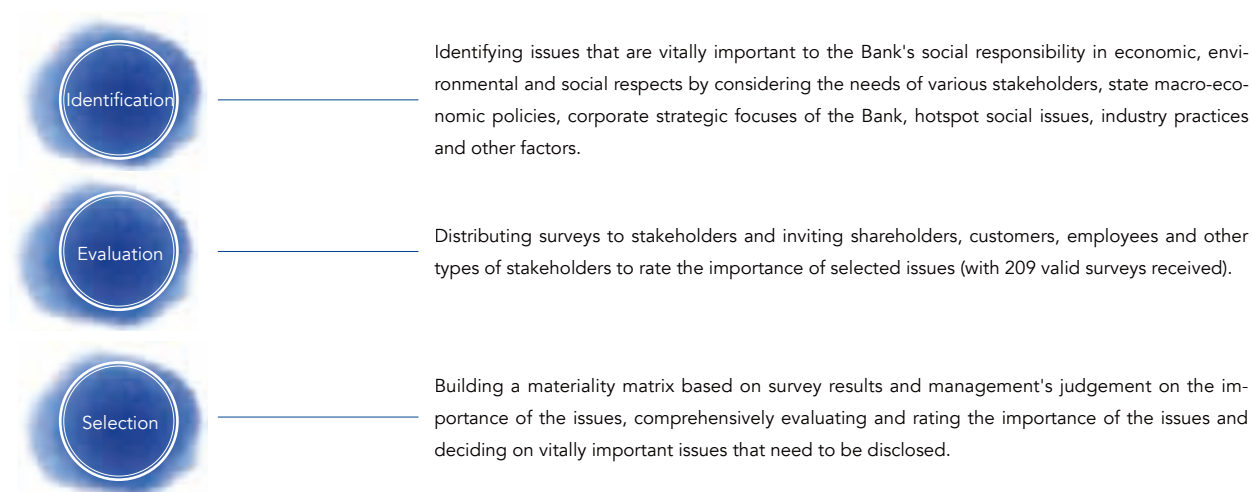 Identification
Identifying issues that are vitally important to the Bank's social responsibility in economic, envi-
ronmental and social respects by considering the needs of various stakeholders, state macro-eco-
nomic policies, corporate strategic focuses of the Bank, hotspot social issues, industry practices
and other factors.
Evaluation
Distributing surveys to stakeholders and inviting shareholders, customers, employees and other
types of stakeholders to rate the importance of selected issues (with 209 valid surveys received).
Selection
Building a materiality matrix based on survey results and management's judgement on the im-
portance of the issues, comprehensively evaluating and rating the importance of the issues and
deciding on vitally important issues that need to be disclosed.